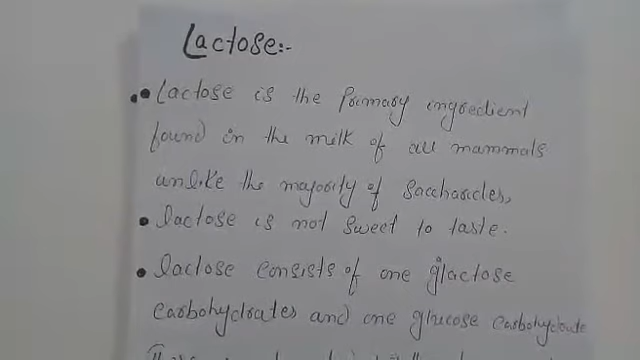 Lactose:-
• Lactose is the Primary ingredient
found in the milk of all mammals
unlike the majority of Saccharides,
• lactose is not sweet to taste.
• lactose consists of one glactose
carbohydrates and one glucose carbohydrate